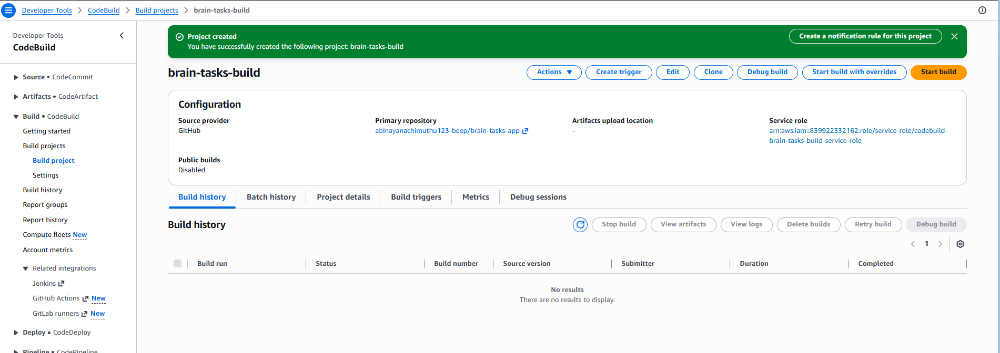 Developer Tools > CodeBuild > Build projects > brain-tasks-build
Developer Tools
CodeBuild
Source • CodeCommit
Artifacts • CodeArtifact
Build • CodeBuild
Getting started
Build projects
Build project
Settings
Build history
Report groups
Report history
Compute fleets New
Account metrics
Related integrations
Jenkins
GitHub Actions New
GitLab runners New
Deploy • CodeDeploy
Pipeline • CodePipeline
Project created
You have successfully created the following project: brain-tasks-build
Create a notification rule for this project
brain-tasks-build
Actions Create trigger Edit Clone Debug build Start build with overrides Start build
Configuration
Source provider
GitHub
Primary repository
abinayanachimuthu123-beep/brain-tasks-app
Artifacts upload location
-
Service role
arn:aws:iam::839922332162:role/service-role/codebuild-
brain-tasks-build-service-role
Public builds
Disabled
Build history Batch history Project details Build triggers Metrics Debug sessions
Build history
Stop build View artifacts View logs Delete builds Retry build Debug build
1
Build run Status Build number Source version Submitter Duration Completed
No results
There are no results to display.